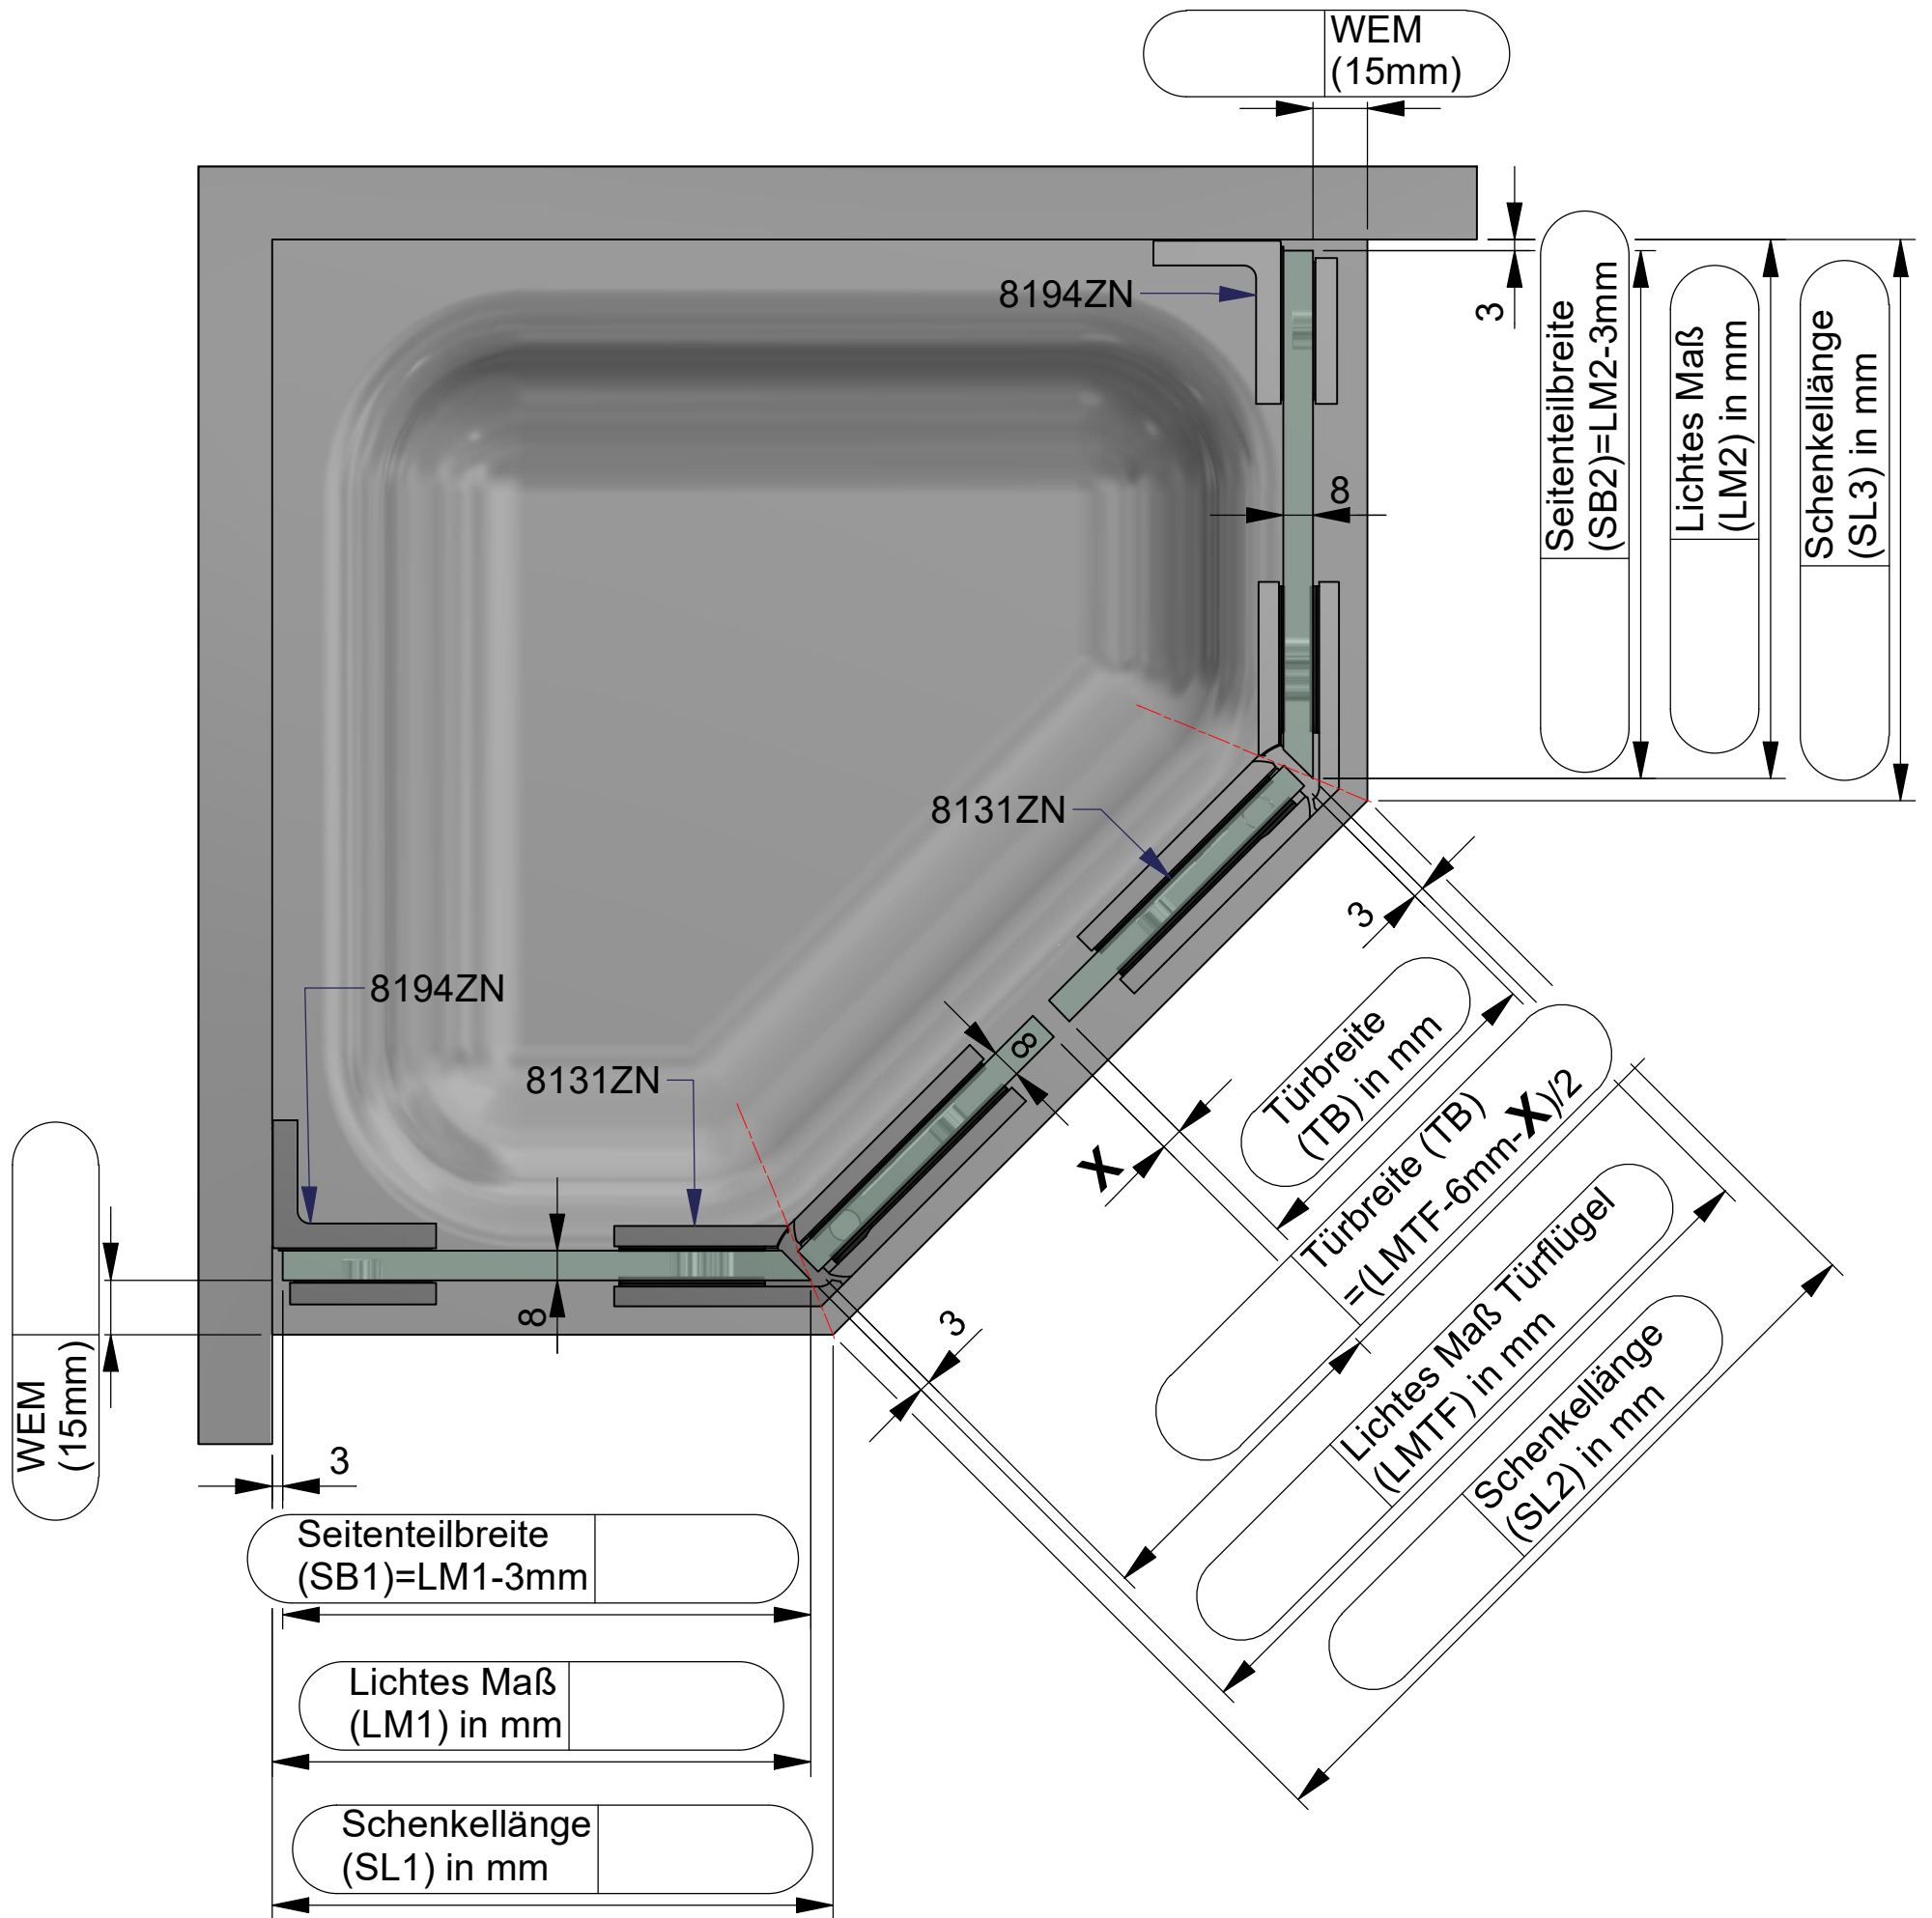 WEM
(15mm)
8194ZN
3
Seitenteilbreite
(SB2)=LM2-3mm
Lichtes Maß
(LM2) in mm
Schenkellänge
(SL3) in mm
8
8131ZN
3
8194ZN
8131ZN
8
X
Türbreite
(TB) in mm
Türbreite (TB)
=(LMTF-6mm-X)/2
Lichtes Maß Türflügel
(LMTF) in mm
Schenkellänge
(SL2) in mm
8
3
WEM
(15mm)
3
Seitenteilbreite
(SB1)=LM1-3mm
Lichtes Maß
(LM1) in mm
Schenkellänge
(SL1) in mm